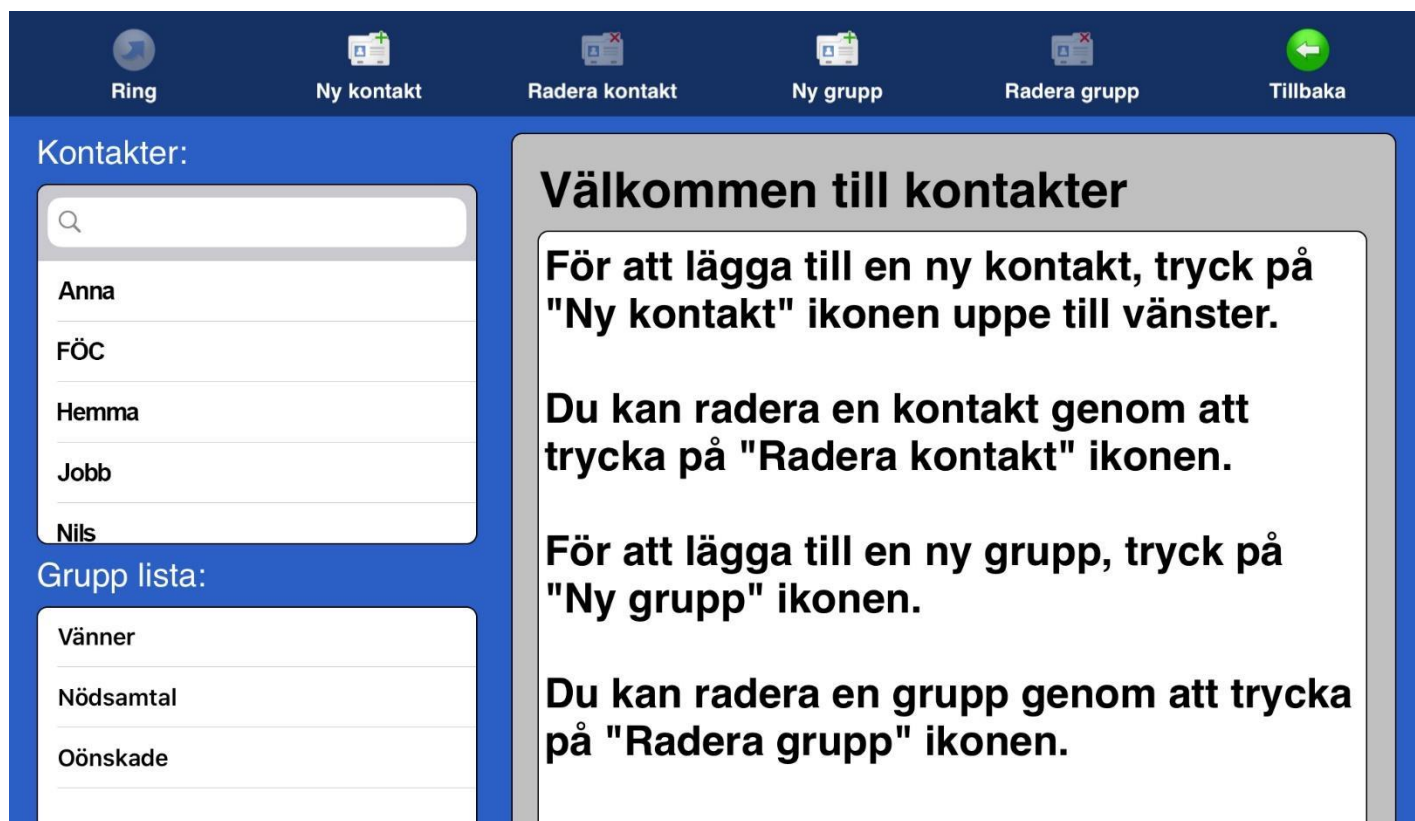 Ring
Ny kontakt
Radera kontakt
Ny grupp
Radera grupp
Tillbaka
Kontakter:
Anna
FÖC
Hemma
Jobb
Nils
Grupp lista:
Vänner
Nödsamtal
Oönskade
Välkommen till kontakter
För att lägga till en ny kontakt, tryck på
"Ny kontakt" ikonen uppe till vänster.
Du kan radera en kontakt genom att
trycka på "Radera kontakt" ikonen.
För att lägga till en ny grupp, tryck på
"Ny grupp" ikonen.
Du kan radera en grupp genom att trycka
på "Radera grupp" ikonen.